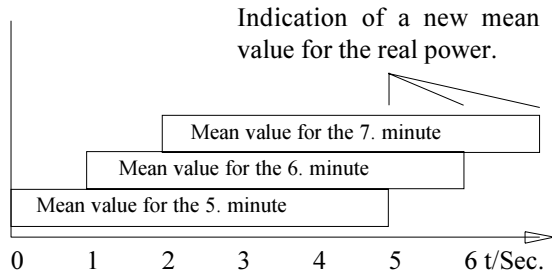 Indication of a new mean
value for the real power.
Mean value for the 7. minute
Mean value for the 6. minute
Mean value for the 5. minute
0 1 2 3 4 5 6 t/Sec.